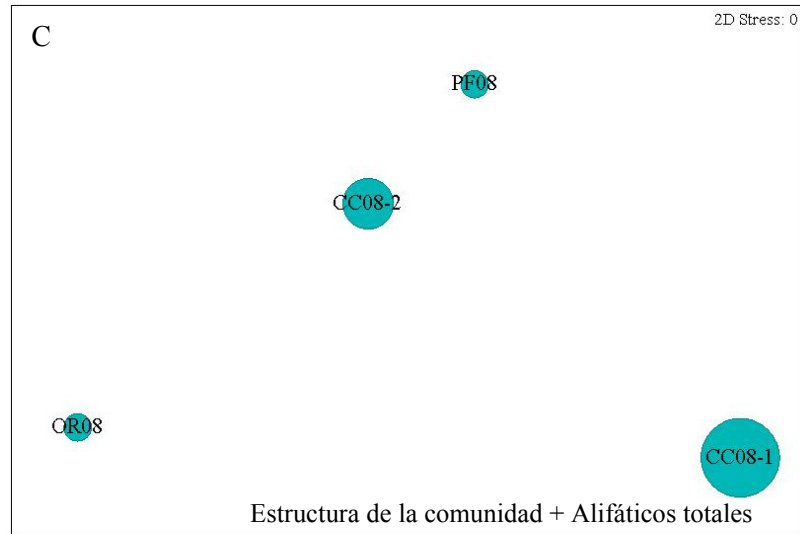 2D Stress: 0
C
PF08
CC08-2
OR08
CC08-1
Estructura de la comunidad + Alifáticos totales